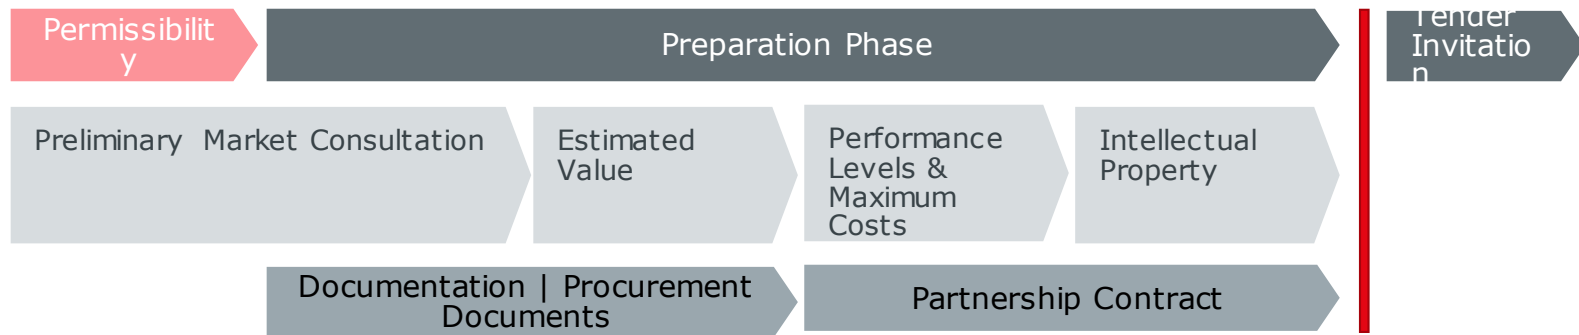 Permissibilit
y
Preparation Phase
Tender
Invitatio
n
Preliminary Market Consultation
Estimated
Value
Performance
Levels &
Maximum
Costs
Intellectual
Property
Documentation | Procurement
Documents
Partnership Contract